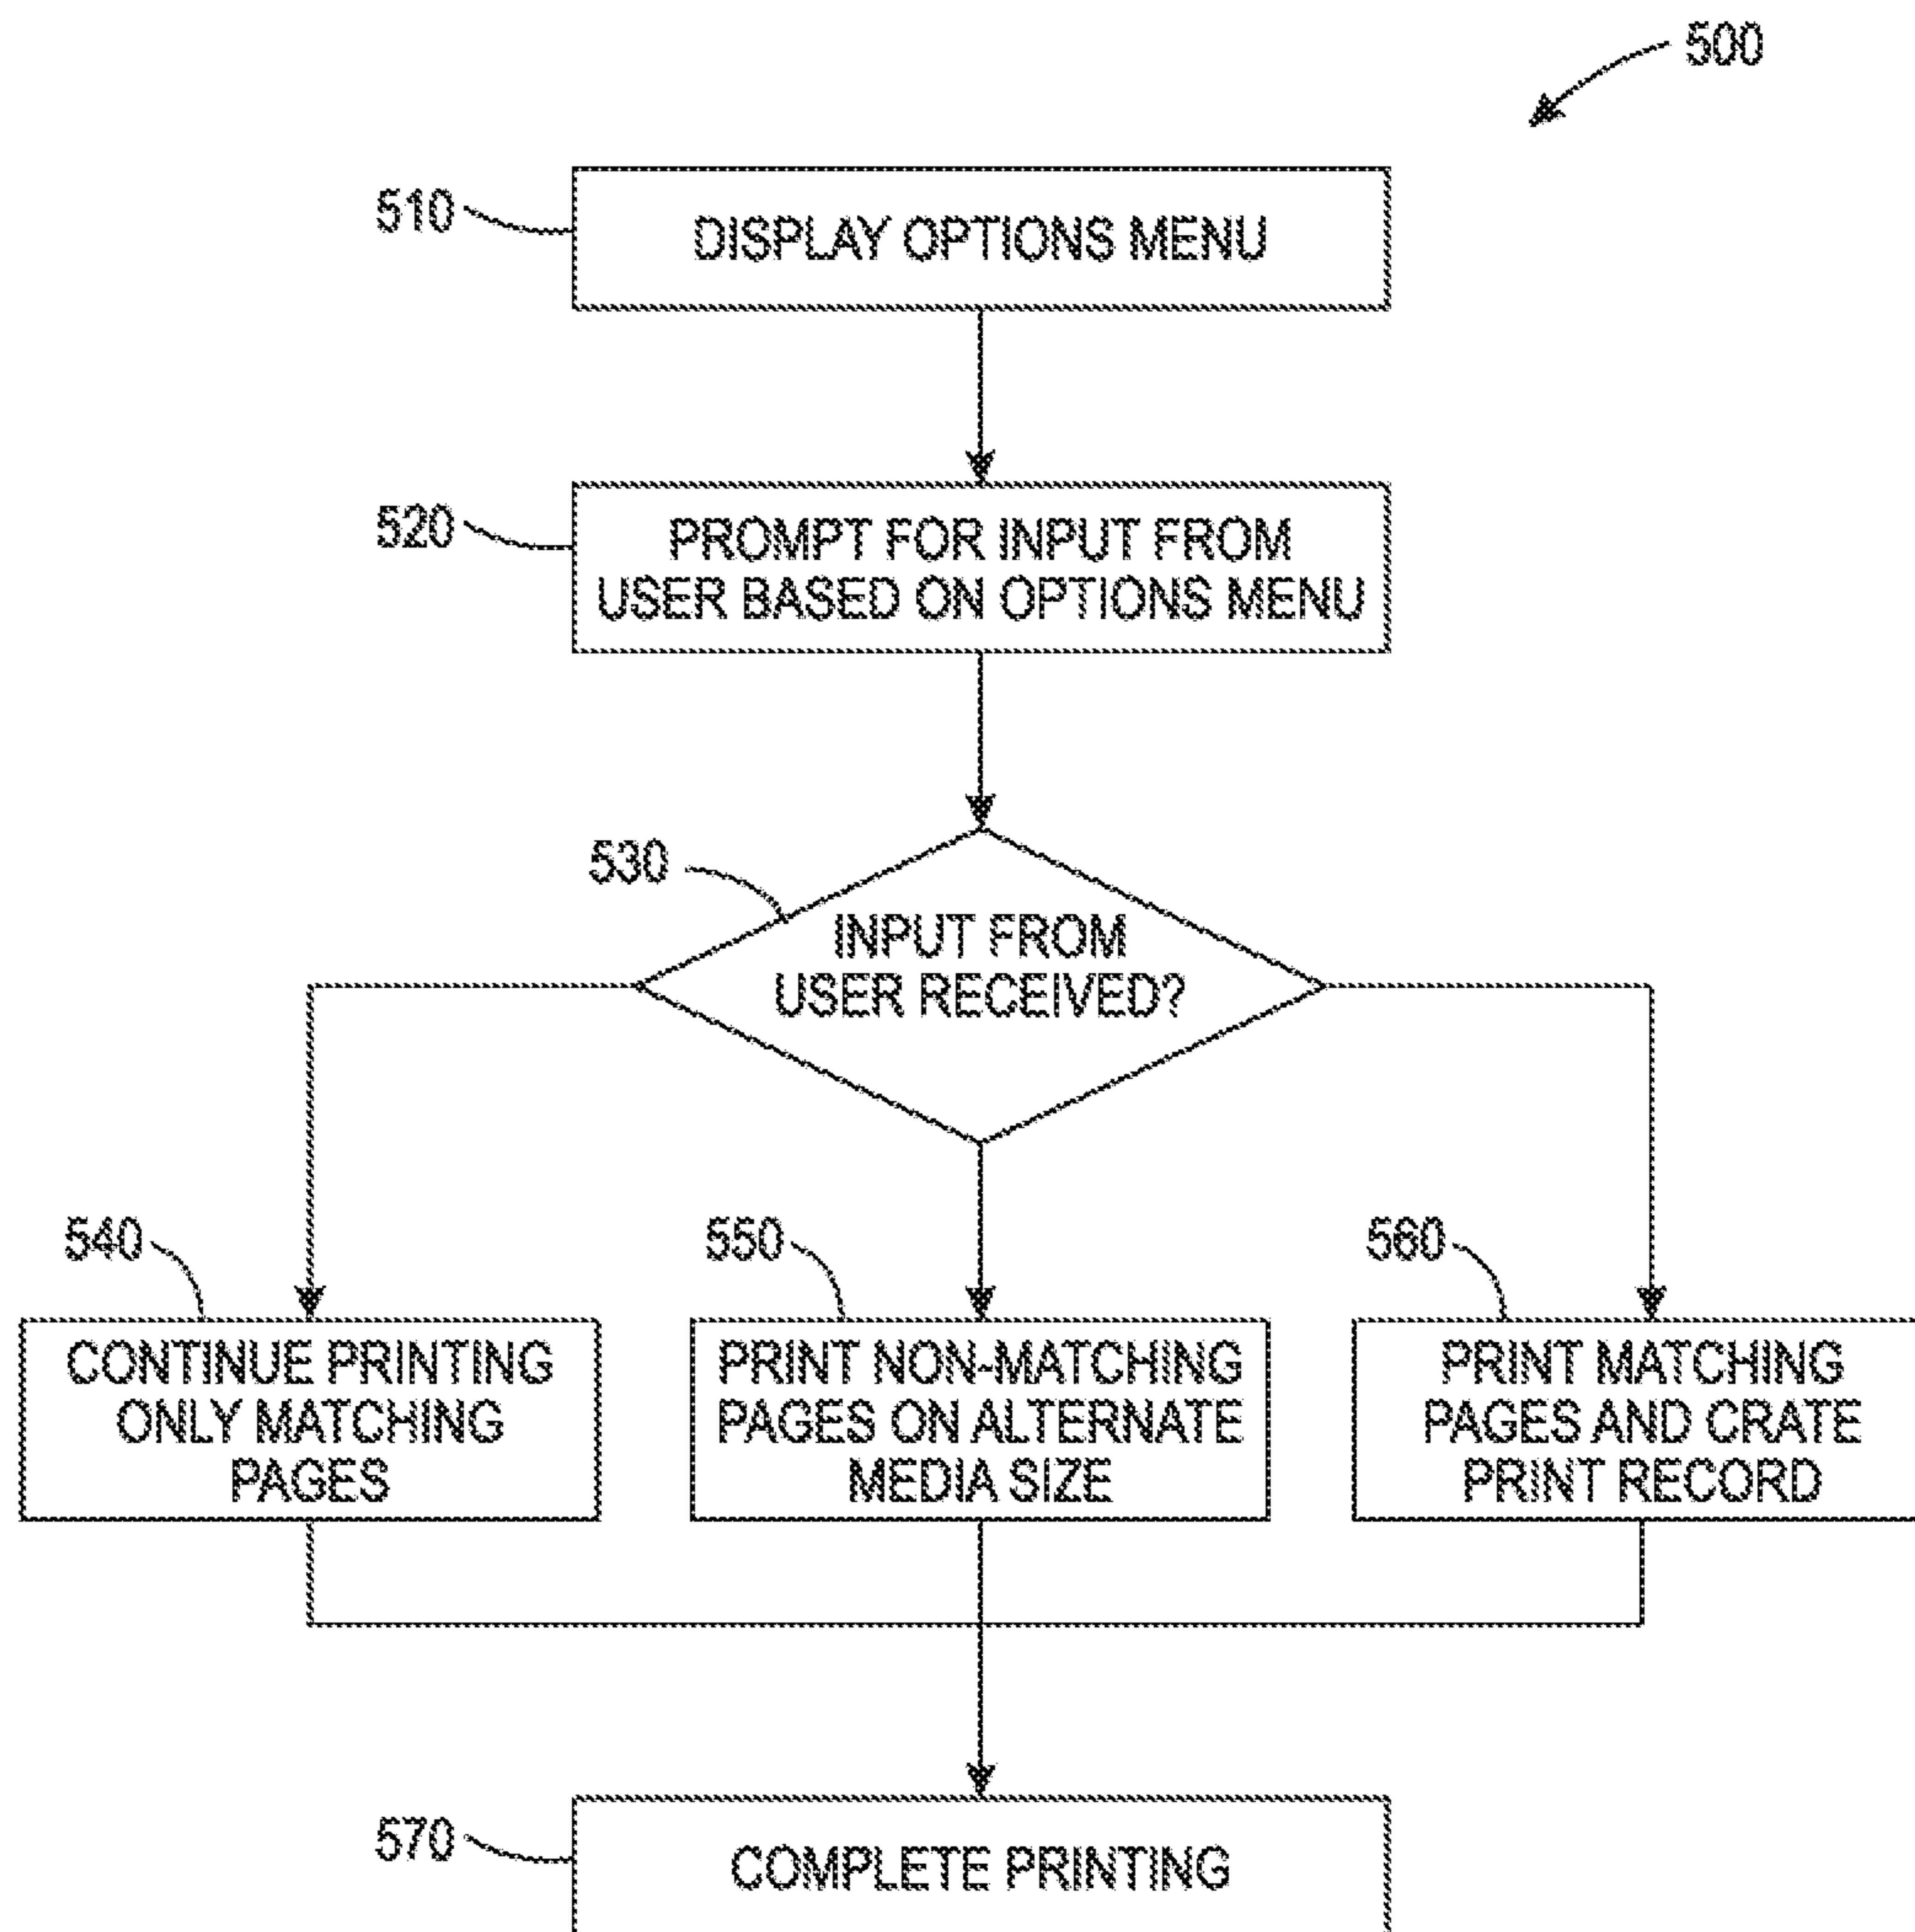 500
510
DISPLAY OPTIONS MENU
520
PROMPT FOR INPUT FROM
USER BASED ON OPTIONS MENU
530
INPUT FROM
USER RECEIVED?
540
CONTINUE PRINTING
ONLY MATCHING
PAGES
550
PRINT NON-MATCHING
PAGES ON ALTERNATE
MEDIA SIZE
560
PRINT MATCHING
PAGES AND CRATE
PRINT RECORD
570
COMPLETE PRINTING